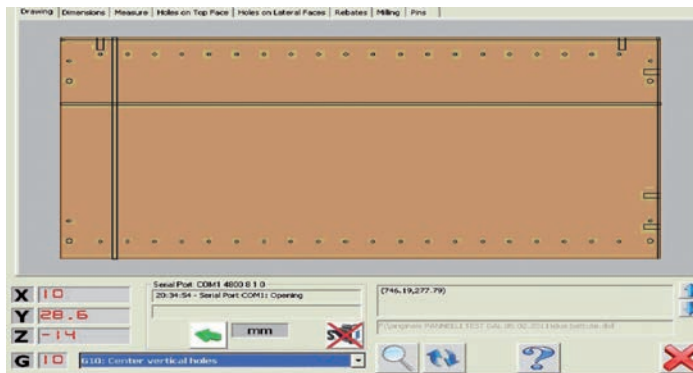 Drawing Dimensions Measure Holes on Top Face Holes on Lateral Faces Rebates Milling Pins
Serial Port: COM1 4800 8 1 0
20:34:54 - Serial Port COM1: Opening
(746.19,277.79)
X 10
Y 28.6
Z -14
mm
G 10 G10: Center vertical holes